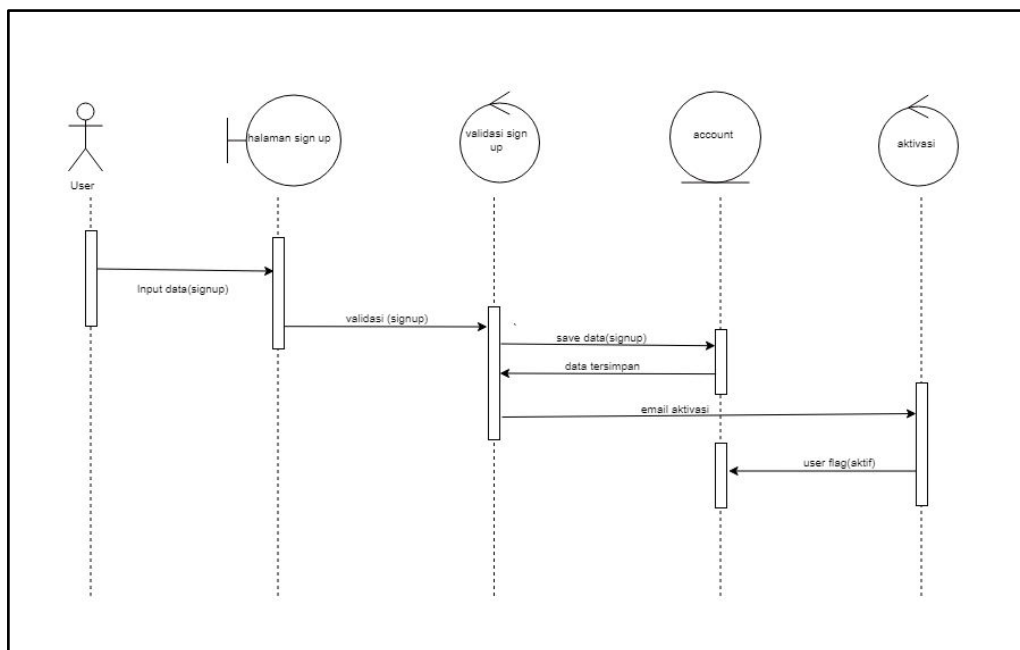 halaman sign up
validasi sign
up
account
aktivasi
User
Input data(signup)
validasi (signup)
save data(signup)
data tersimpan
email aktivasi
user flag(aktif)